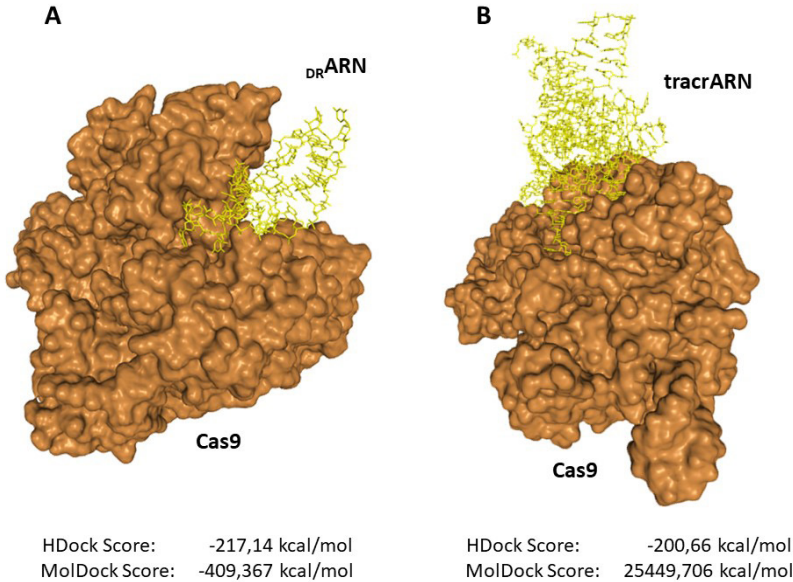 A
DRARN
Cas9
HDock Score: -217,14 kcal/mol
MolDock Score: -409,367 kcal/mol
B
tracrARN
Cas9
HDock Score: -200,66 kcal/mol
MolDock Score: 25449,706 kcal/mol